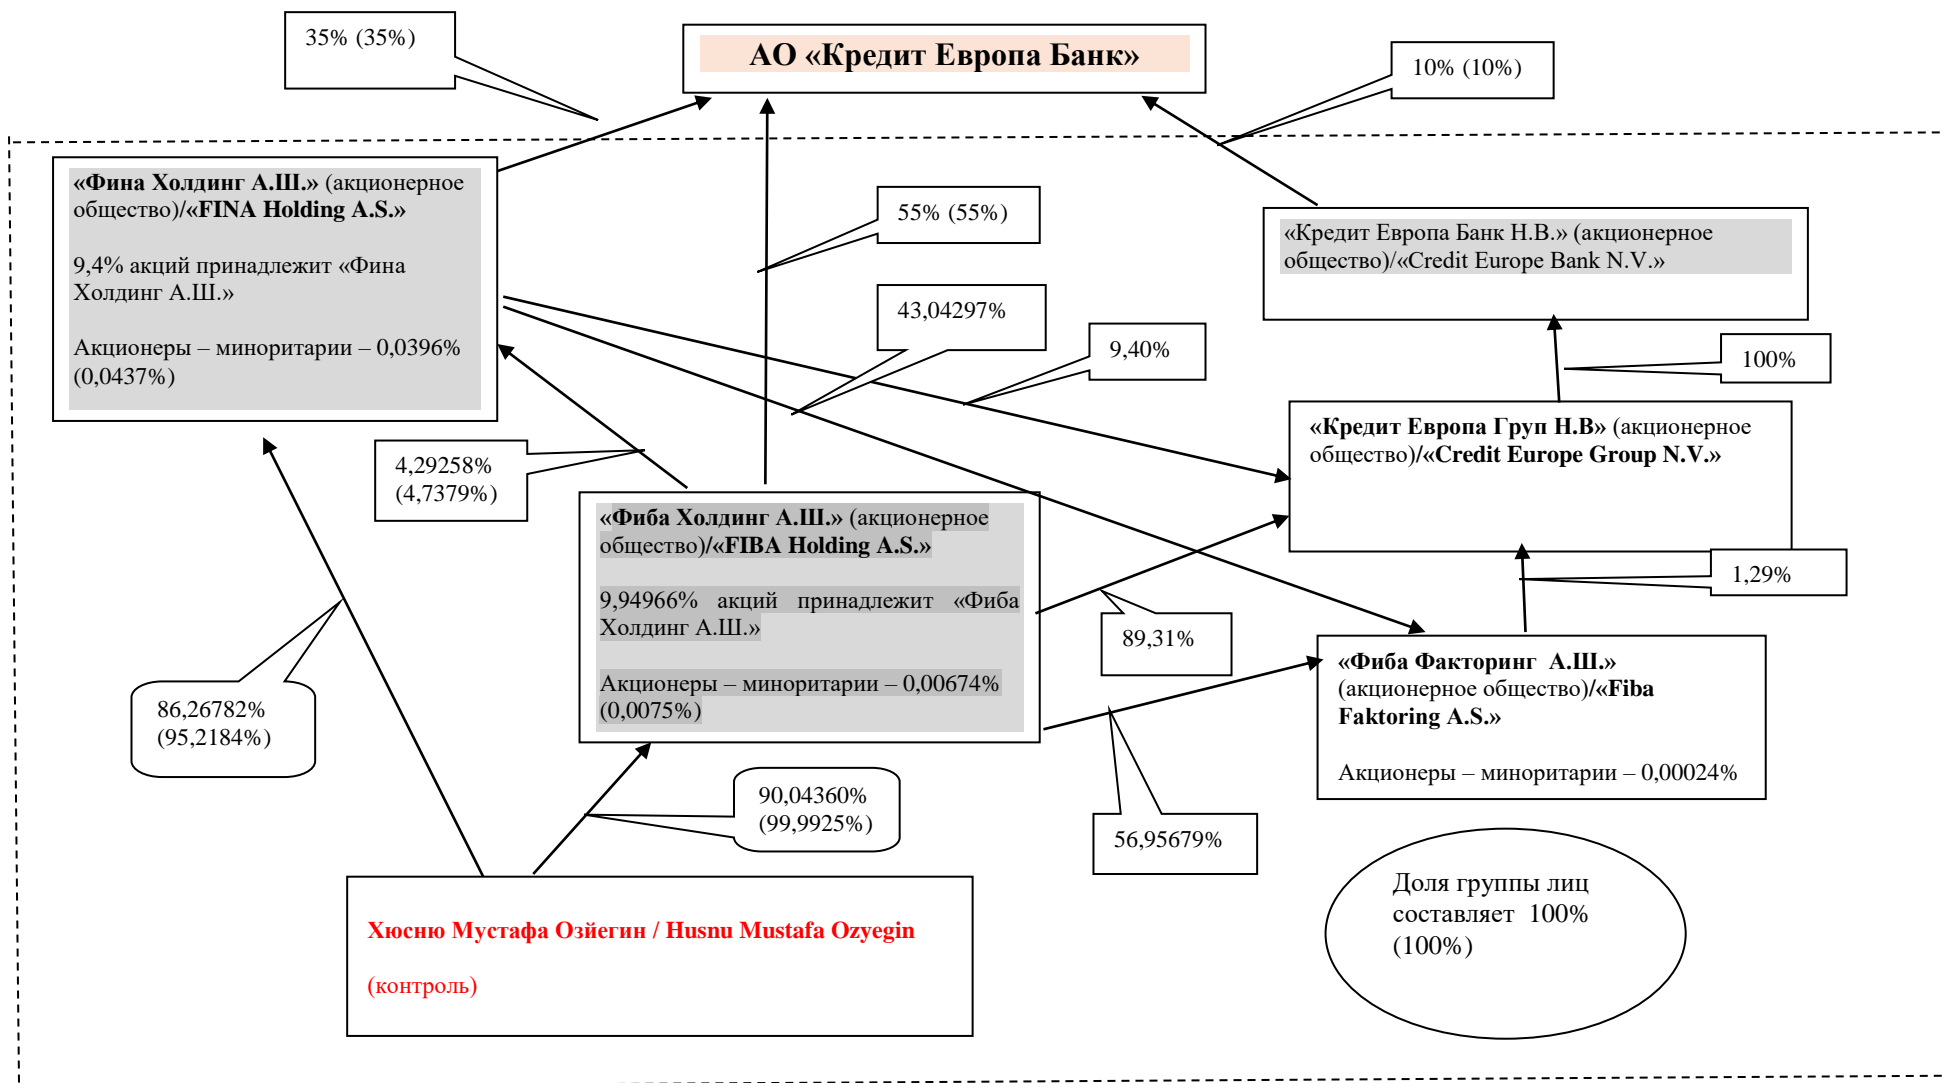 35% (35%)
АО «Кредит Европа Банк»
10% (10%)
«Фина Холдинг А.Ш.» (акционерное
общество)/«FINA Holding A.S.»
9,4% акций принадлежит «Фина
Холдинг А.Ш.»
Акционеры – миноритарии – 0,0396%
(0,0437%)
55% (55%)
«Кредит Европа Банк Н.В.» (акционерное
общество)/«Credit Europe Bank N.V.»
43,04297%
9,40%
100%
4,29258%
(4,7379%)
«Кредит Европа Груп Н.В» (акционерное
общество)/«Credit Europe Group N.V.»
«Фиба Холдинг А.Ш.» (акционерное
общество)/«FIBA Holding A.S.»
9,94966% акций принадлежит «Фиба
Холдинг А.Ш.»
Акционеры – миноритарии – 0,00674%
(0,0075%)
1,29%
89,31%
«Фиба Факторинг А.Ш.»
(акционерное общество)/«Fiba
Faktoring A.S.»
Акционеры – миноритарии – 0,00024%
86,26782%
(95,2184%)
90,04360%
(99,9925%)
56,95679%
Доля группы лиц
составляет 100%
(100%)
Хюсню Мустафа Озйегин / Husnu Mustafa Ozyegin
(контроль)